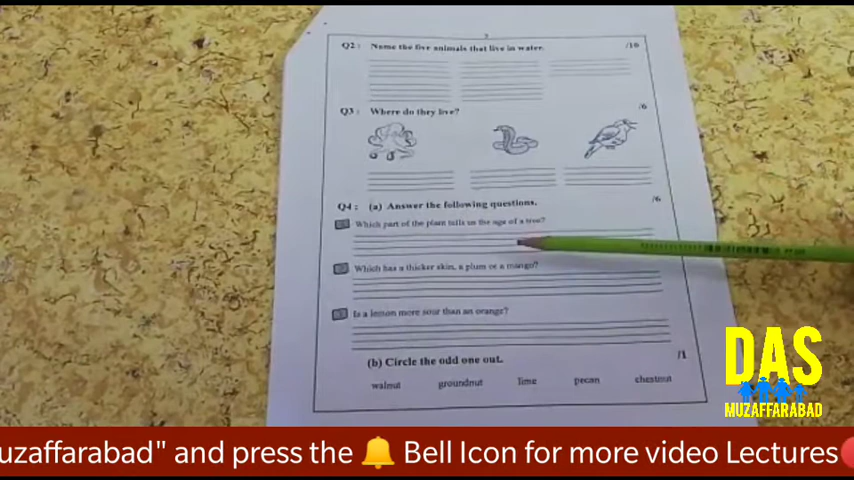 2
Q2 : Name the five animals that live in water. /10
Q3 : Where do they live? /6
Q4 : (a) Answer the following questions. /6
Which part of the plant tells us the age of a tree?
Which has a thicker skin, a plum or a mango?
Is a lemon more sour than an orange?
(b) Circle the odd one out. /1
walnut groundnut lime pecan chestnut
DAS
MUZAFFARABAD
uzaffarabad" and press the 🔔 Bell Icon for more video Lectures